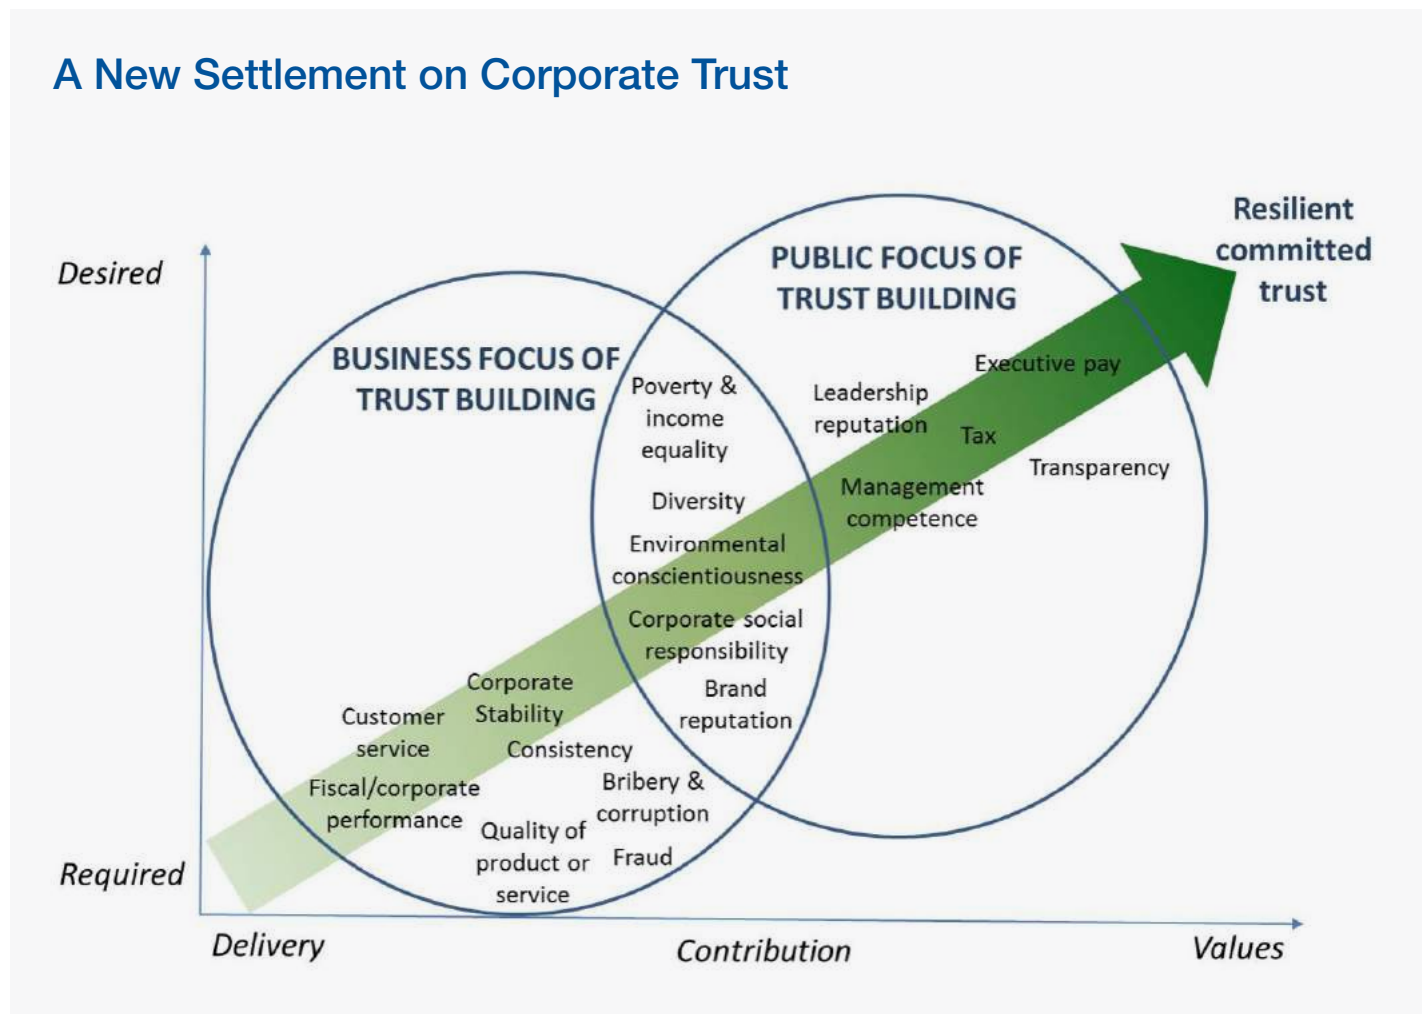 A New Settlement on Corporate Trust
Resilient
committed
trust
Desired
PUBLIC FOCUS OF
TRUST BUILDING
BUSINESS FOCUS OF
TRUST BUILDING
Poverty &
income
equality
Executive pay
Leadership
reputation
Tax
Transparency
Diversity
Management
competence
Environmental
conscientiousness
Corporate social
responsibility
Brand
reputation
Corporate
Stability
Customer
service
Consistency
Fiscal/corporate
performance
Bribery &
corruption
Quality of
product or
service
Fraud
Required
Delivery
Contribution
Values